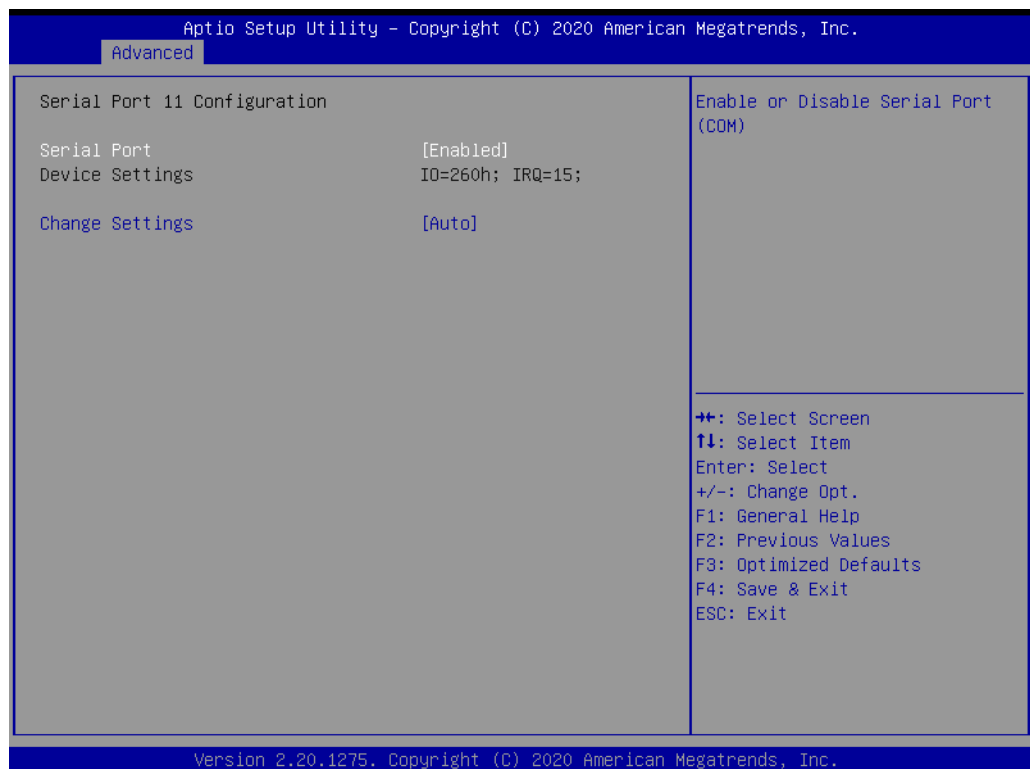 Aptio Setup Utility – Copyright (C) 2020 American Megatrends, Inc.
Advanced
Serial Port 11 Configuration
Serial Port [Enabled]
Device Settings IO=260h; IRQ=15;
Change Settings [Auto]
Enable or Disable Serial Port
(COM)
→←: Select Screen
↑↓: Select Item
Enter: Select
+/-: Change Opt.
F1: General Help
F2: Previous Values
F3: Optimized Defaults
F4: Save & Exit
ESC: Exit
Version 2.20.1275. Copyright (C) 2020 American Megatrends, Inc.